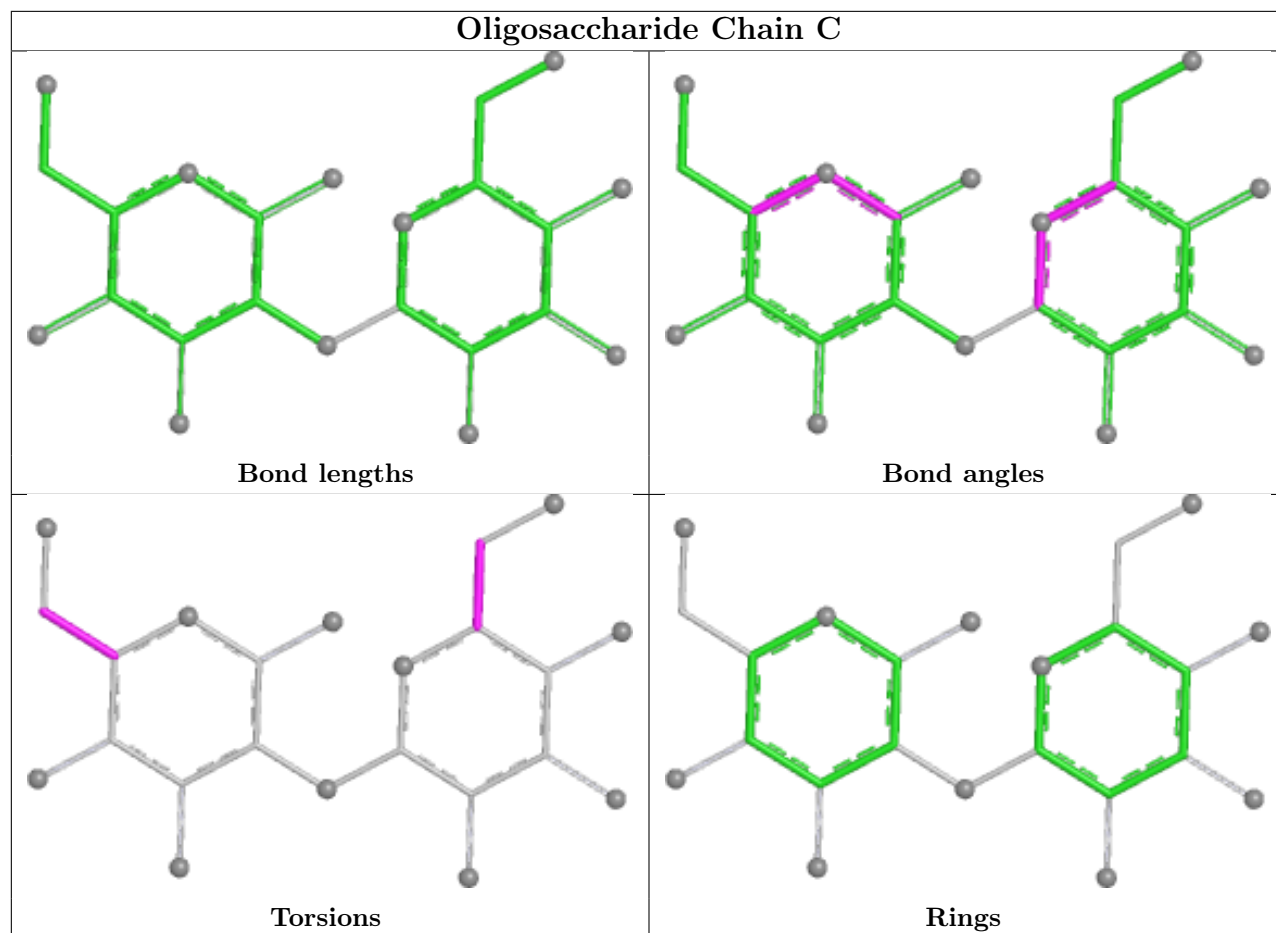 Oligosaccharide Chain C
Bond lengths
Bond angles
Torsions
Rings